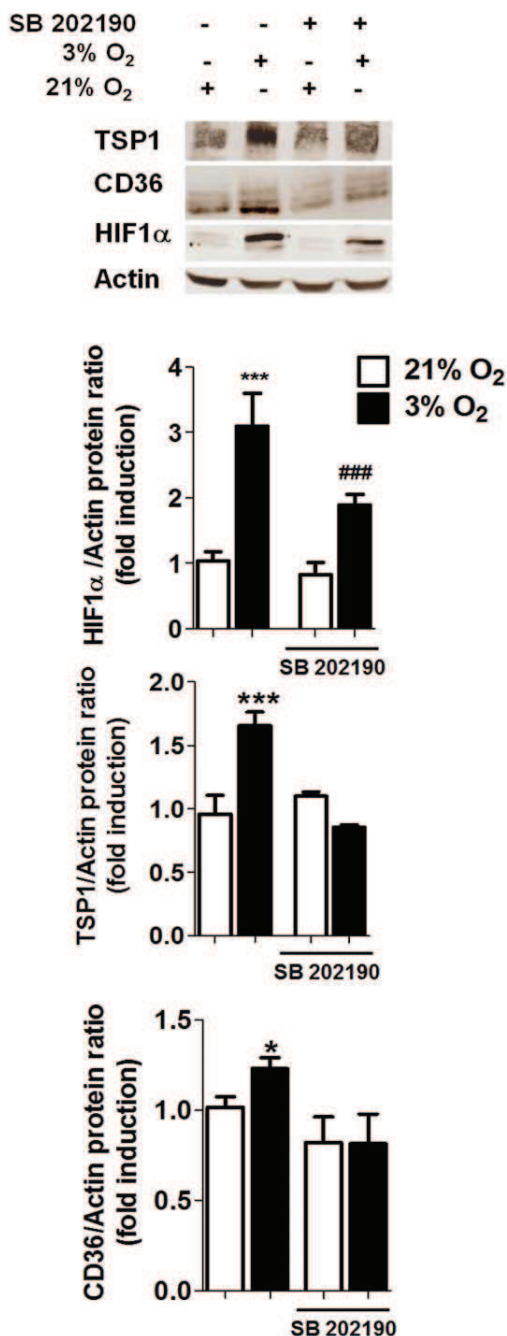 SB 202190 - - + +
3% O₂ - + - +
21% O₂ + - + -
TSP1
CD36
HIF1α
Actin
21% O₂
3% O₂
HIF1α/Actin protein ratio
(fold induction)
4
3
2
1
0
***
###
SB 202190
TSP1/Actin protein ratio
(fold induction)
2.0
1.5
1.0
0.5
0.0
***
SB 202190
CD36/Actin protein ratio
(fold induction)
1.5
1.0
0.5
0.0
*
SB 202190